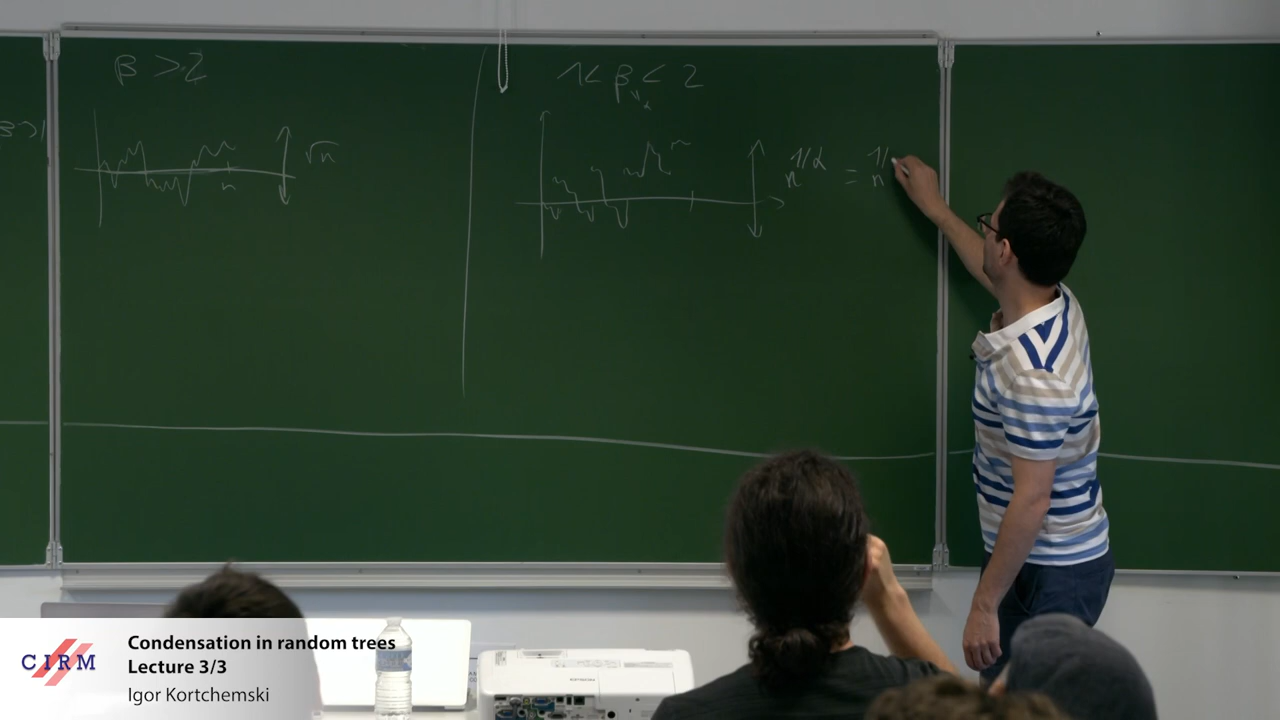 β > 2
1 < β < 2
α
β>1
√n
n
n^{1/α} = n^{1/
CIRM
Condensation in random trees
Lecture 3/3
Igor Kortchemski